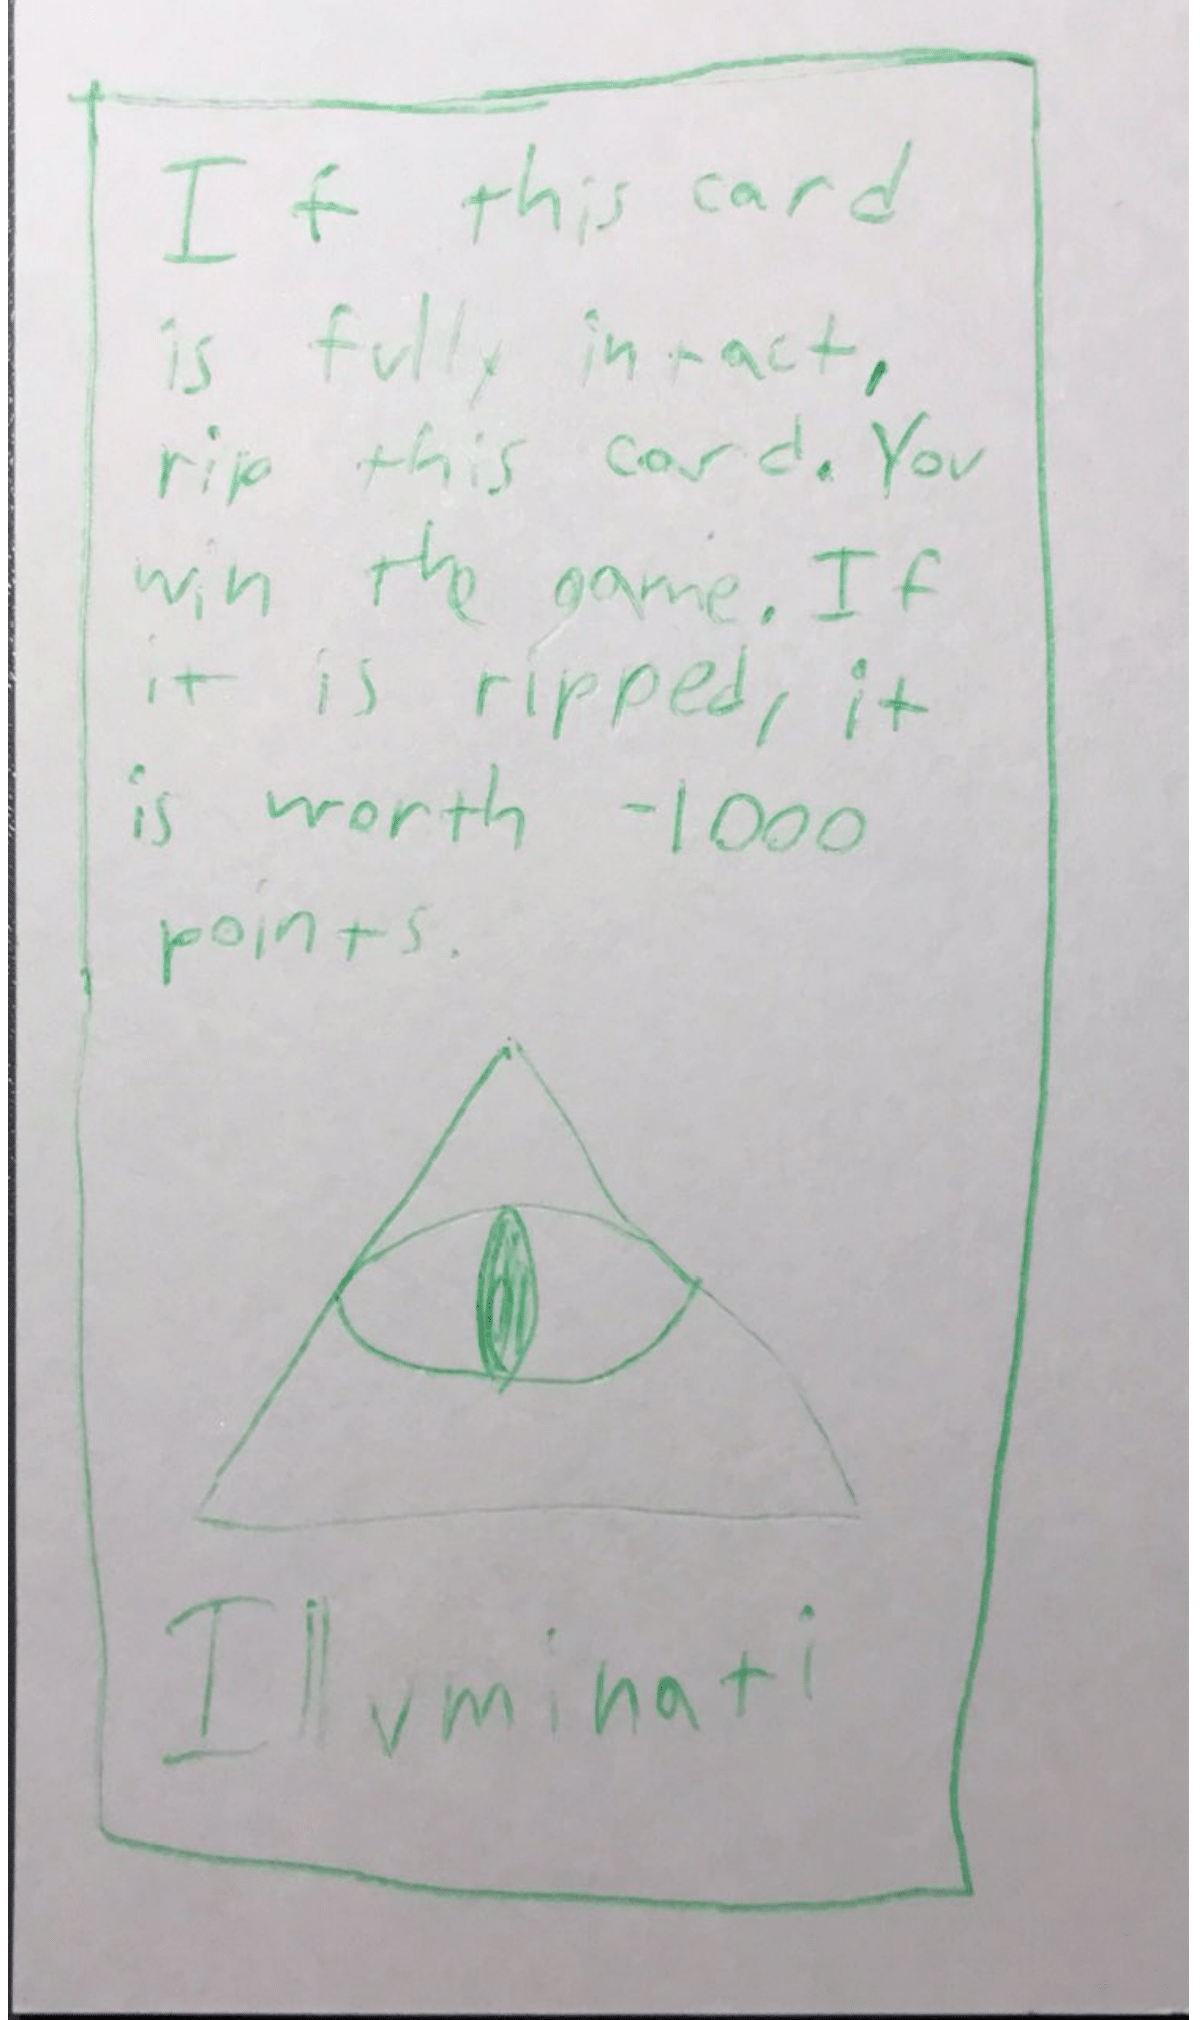 If this card
is fully intact,
rip this card. You
win the game. If
it is ripped, it
is worth -1000
points.
Illuminati